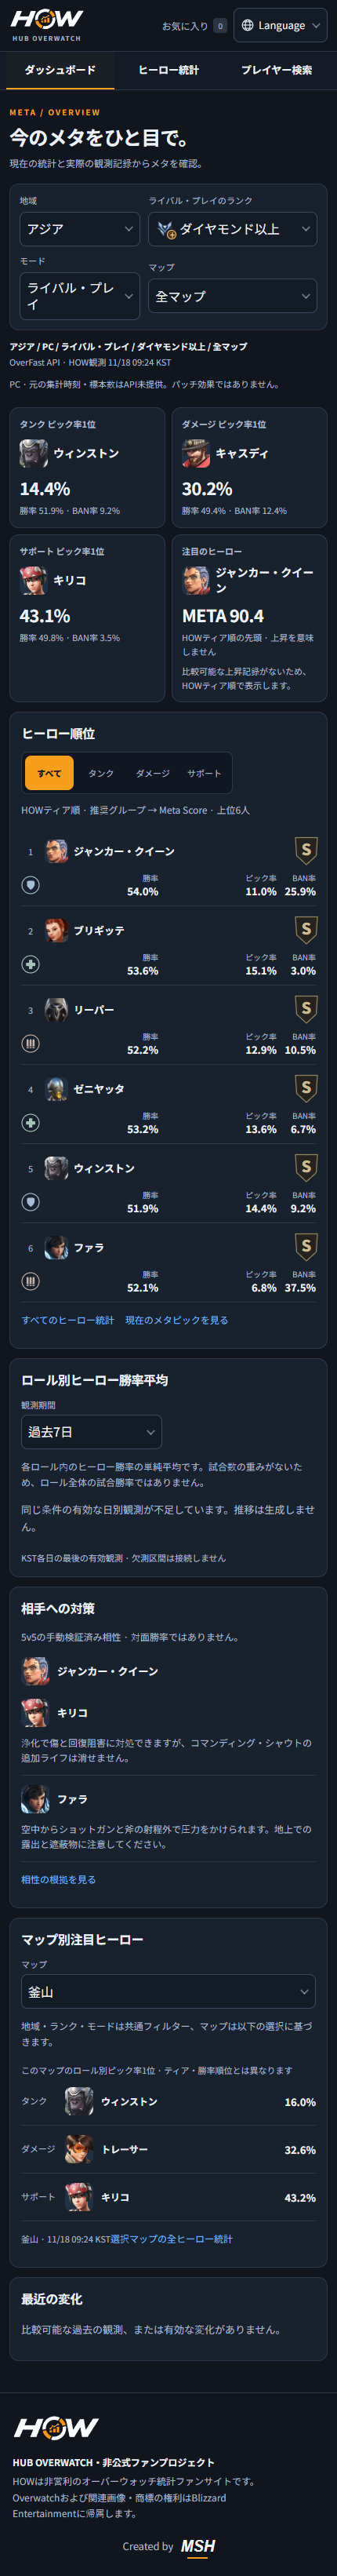 HOW
HUB OVERWATCH
お気に入り 0
Language
ダッシュボード
ヒーロー統計
プレイヤー検索
META / OVERVIEW
今のメタをひと目で。
現在の統計と実際の観測記録からメタを確認。
地域
ライバル・プレイのランク
アジア
ダイヤモンド以上
モード
マップ
ライバル・プレ
イ
全マップ
アジア / PC / ライバル・プレイ / ダイヤモンド以上 / 全マップ
OverFast API · HOW観測 11/18 09:24 KST
PC · 元の集計時刻・標本数はAPI未提供。パッチ効果ではありません。
タンク ピック率1位
ウィンストン
14.4%
勝率 51.9% · BAN率 9.2%
ダメージ ピック率1位
キャスディ
30.2%
勝率 49.4% · BAN率 12.4%
サポート ピック率1位
キリコ
43.1%
勝率 49.8% · BAN率 3.5%
注目のヒーロー
ジャンカー・クイー
ン
META 90.4
HOWティア順の先頭 · 上昇を意味
しません
比較可能な上昇記録がないため、
HOWティア順で表示します。
ヒーロー順位
すべて
タンク
ダメージ
サポート
HOWティア順 · 推奨グループ → Meta Score · 上位6人
1 ジャンカー・クイーン S
勝率 ピック率 BAN率
54.0% 11.0% 25.9%
2 ブリギッテ S
勝率 ピック率 BAN率
53.6% 15.1% 3.0%
3 リーパー S
勝率 ピック率 BAN率
52.2% 12.9% 10.5%
4 ゼニヤッタ S
勝率 ピック率 BAN率
53.2% 13.6% 6.7%
5 ウィンストン S
勝率 ピック率 BAN率
51.9% 14.4% 9.2%
6 ファラ S
勝率 ピック率 BAN率
52.1% 6.8% 37.5%
すべてのヒーロー統計 現在のメタピックを見る
ロール別ヒーロー勝率平均
観測期間
過去7日
各ロール内のヒーロー勝率の単純平均です。試合数の重みがないた
め、ロール全体の試合勝率ではありません。
同じ条件の有効な日別観測が不足しています。推移は生成しませ
ん。
KST各日の最後の有効観測 · 欠測区間は接続しません
相手への対策
5v5の手動検証済み相性 · 対面勝率ではありません。
ジャンカー・クイーン
キリコ
浄化で傷と回復阻害に対処できますが、コマンディング・シャウトの
追加ライフは消せません。
ファラ
空中からショットガンと斧の射程外で圧力をかけられます。地上での
露出と遮蔽物に注意してください。
相性の根拠を見る
マップ別注目ヒーロー
マップ
釜山
地域・ランク・モードは共通フィルター、マップは以下の選択に基づ
きます。
このマップのロール別ピック率1位 · ティア・勝率順位とは異なります
タンク ウィンストン 16.0%
ダメージ トレーサー 32.6%
サポート キリコ 43.2%
釜山 · 11/18 09:24 KST選択マップの全ヒーロー統計
最近の変化
比較可能な過去の観測、または有効な変化がありません。
HOW
HUB OVERWATCH · 非公式ファンプロジェクト
HOWは非営利のオーバーウォッチ統計ファンサイトです。
Overwatchおよび関連画像・商標の権利はBlizzard
Entertainmentに帰属します。
Created by MSH